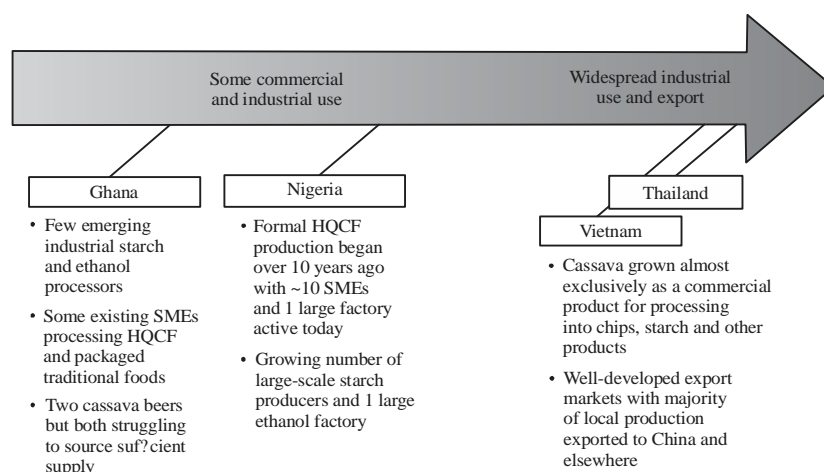 Some commercial
and industrial use
Widespread industrial
use and export
Ghana
• Few emerging
industrial starch
and ethanol
processors
• Some existing SMEs
processing HQCF
and packaged
traditional foods
• Two cassava beers
but both struggling
to source suf?cient
supply
Nigeria
• Formal HQCF
production began
over 10 years ago
with ~10 SMEs
and 1 large factory
active today
• Growing number of
large-scale starch
producers and 1 large
ethanol factory
Thailand
Vietnam
• Cassava grown almost
exclusively as a commercial
product for processing
into chips, starch and other
products
• Well-developed export
markets with majority
of local production
exported to China and
elsewhere